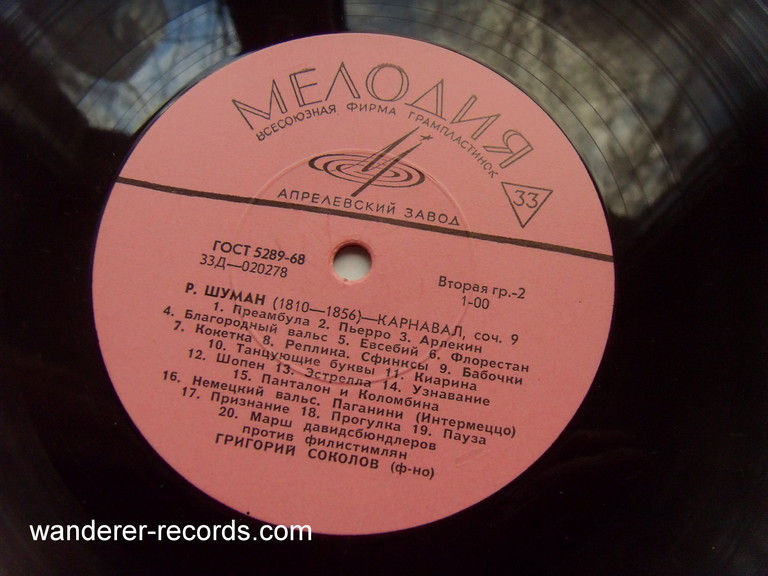 МЕЛОДИЯ
ВСЕСОЮЗНАЯ ФИРМА ГРАМПЛАСТИНОК
33
АПРЕЛЕВСКИЙ ЗАВОД
ГОСТ 5289-68
33Д—020278
Вторая гр.-2
1-00
Р. ШУМАН (1810—1856)—КАРНАВАЛ, соч. 9
1. Преамбула 2. Пьерро 3. Арлекин
4. Благородный вальс 5. Евсебий 6. Флорестан
7. Кокетка 8. Реплика. Сфинксы 9. Бабочки
10. Танцующие буквы 11. Киарина
12. Шопен 13. Эстрелла 14. Узнавание
15. Панталон и Коломбина
16. Немецкий вальс. Паганини (Интермеццо)
17. Признание 18. Прогулка 19. Пауза
20. Марш давидсбюндлеров
против филистимлян
ГРИГОРИЙ СОКОЛОВ (ф-но)
wanderer-records.com